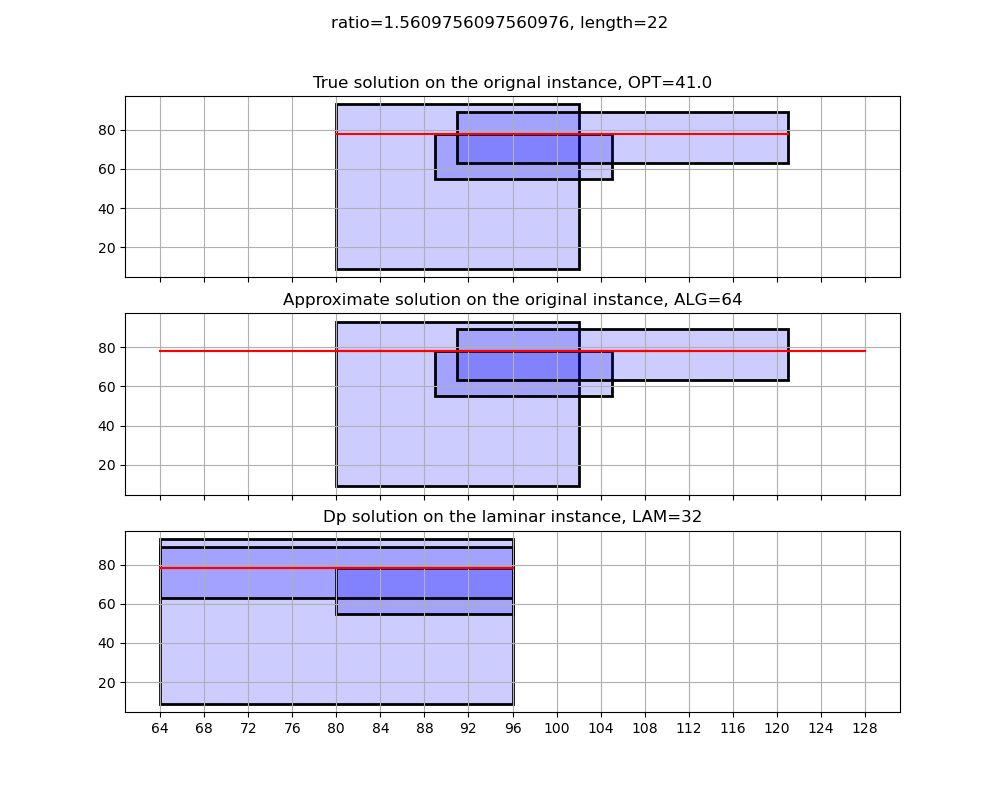 ratio=1.5609756097560976, length=22
True solution on the orignal instance, OPT=41.0
80
60
40
20
Approximate solution on the original instance, ALG=64
80
60
40
20
Dp solution on the laminar instance, LAM=32
80
60
40
20
64 68 72 76 80 84 88 92 96 100 104 108 112 116 120 124 128